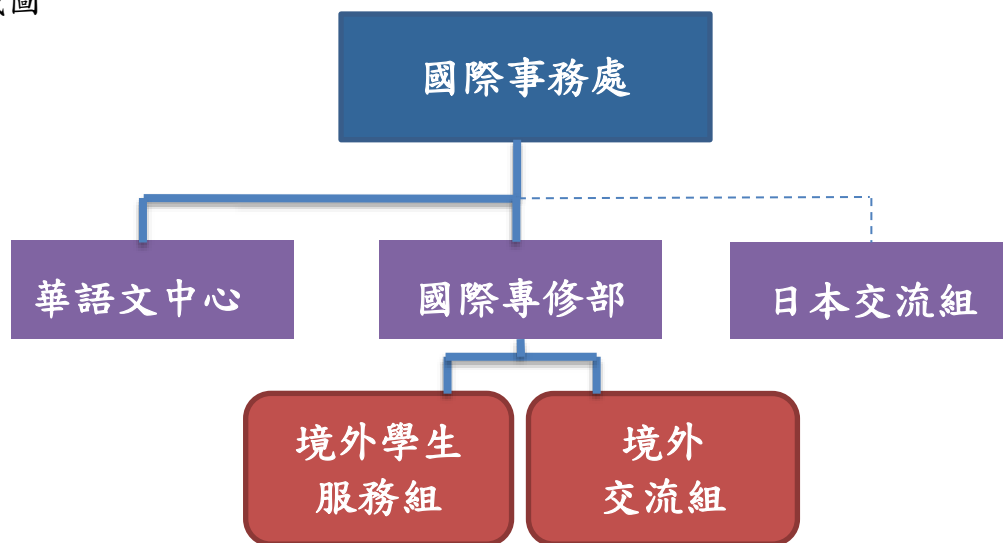 圖
國際事務處
華語文中心
國際專修部
日本交流組
境外學生
服務組
境外
交流組